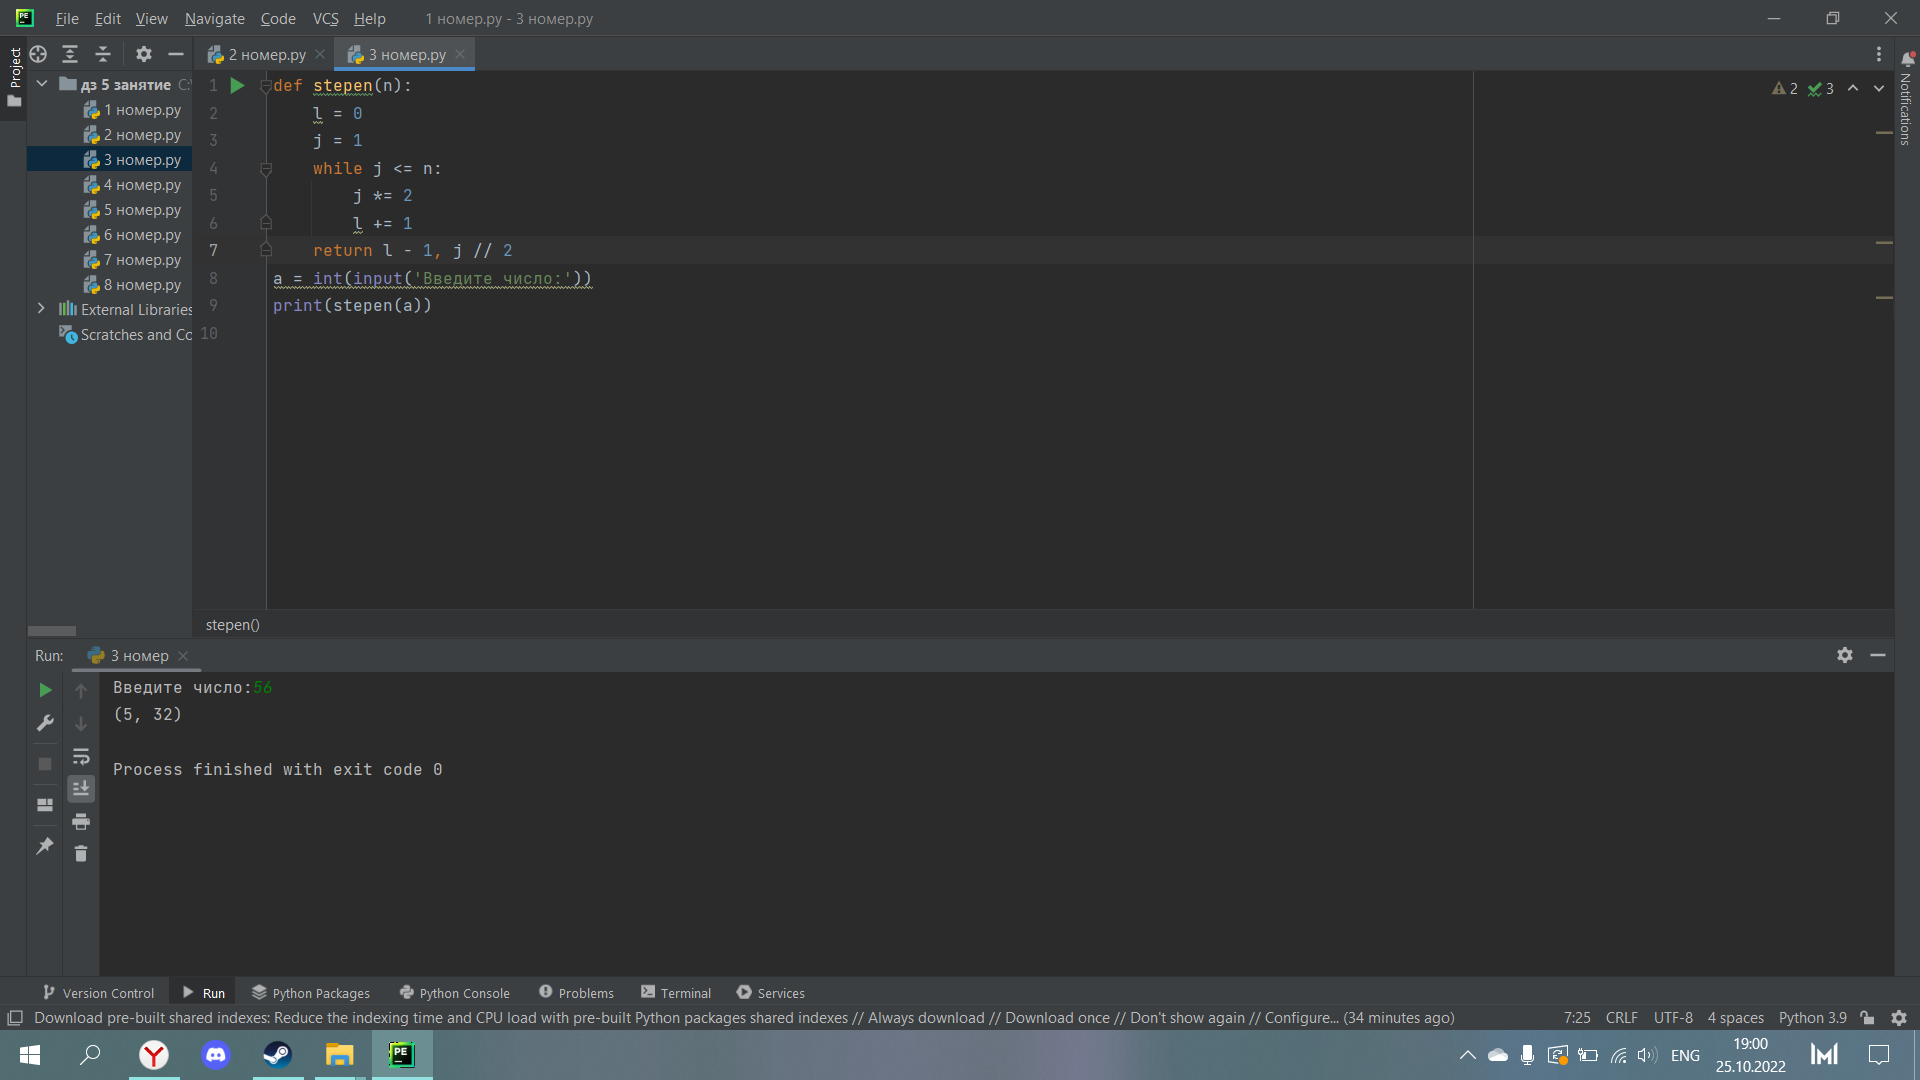 PE File Edit View Navigate Code VCS Help 1 номер.py - 3 номер.py
Project
2 номер.py 3 номер.py
дз 5 занятие C:\
1 номер.py
2 номер.py
3 номер.py
4 номер.py
5 номер.py
6 номер.py
7 номер.py
8 номер.py
External Libraries
Scratches and Co
1 def stepen(n):
2 l = 0
3 j = 1
4 while j <= n:
5 j *= 2
6 l += 1
7 return l - 1, j // 2
8 a = int(input('Введите число:'))
9 print(stepen(a))
10
2 3
Notifications
stepen()
Run: 3 номер
Введите число:56
(5, 32)
Process finished with exit code 0
Version Control Run Python Packages Python Console Problems Terminal Services
Download pre-built shared indexes: Reduce the indexing time and CPU load with pre-built Python packages shared indexes // Always download // Download once // Don't show again // Configure... (34 minutes ago) 7:25 CRLF UTF-8 4 spaces Python 3.9
PE
ENG
19:00
25.10.2022